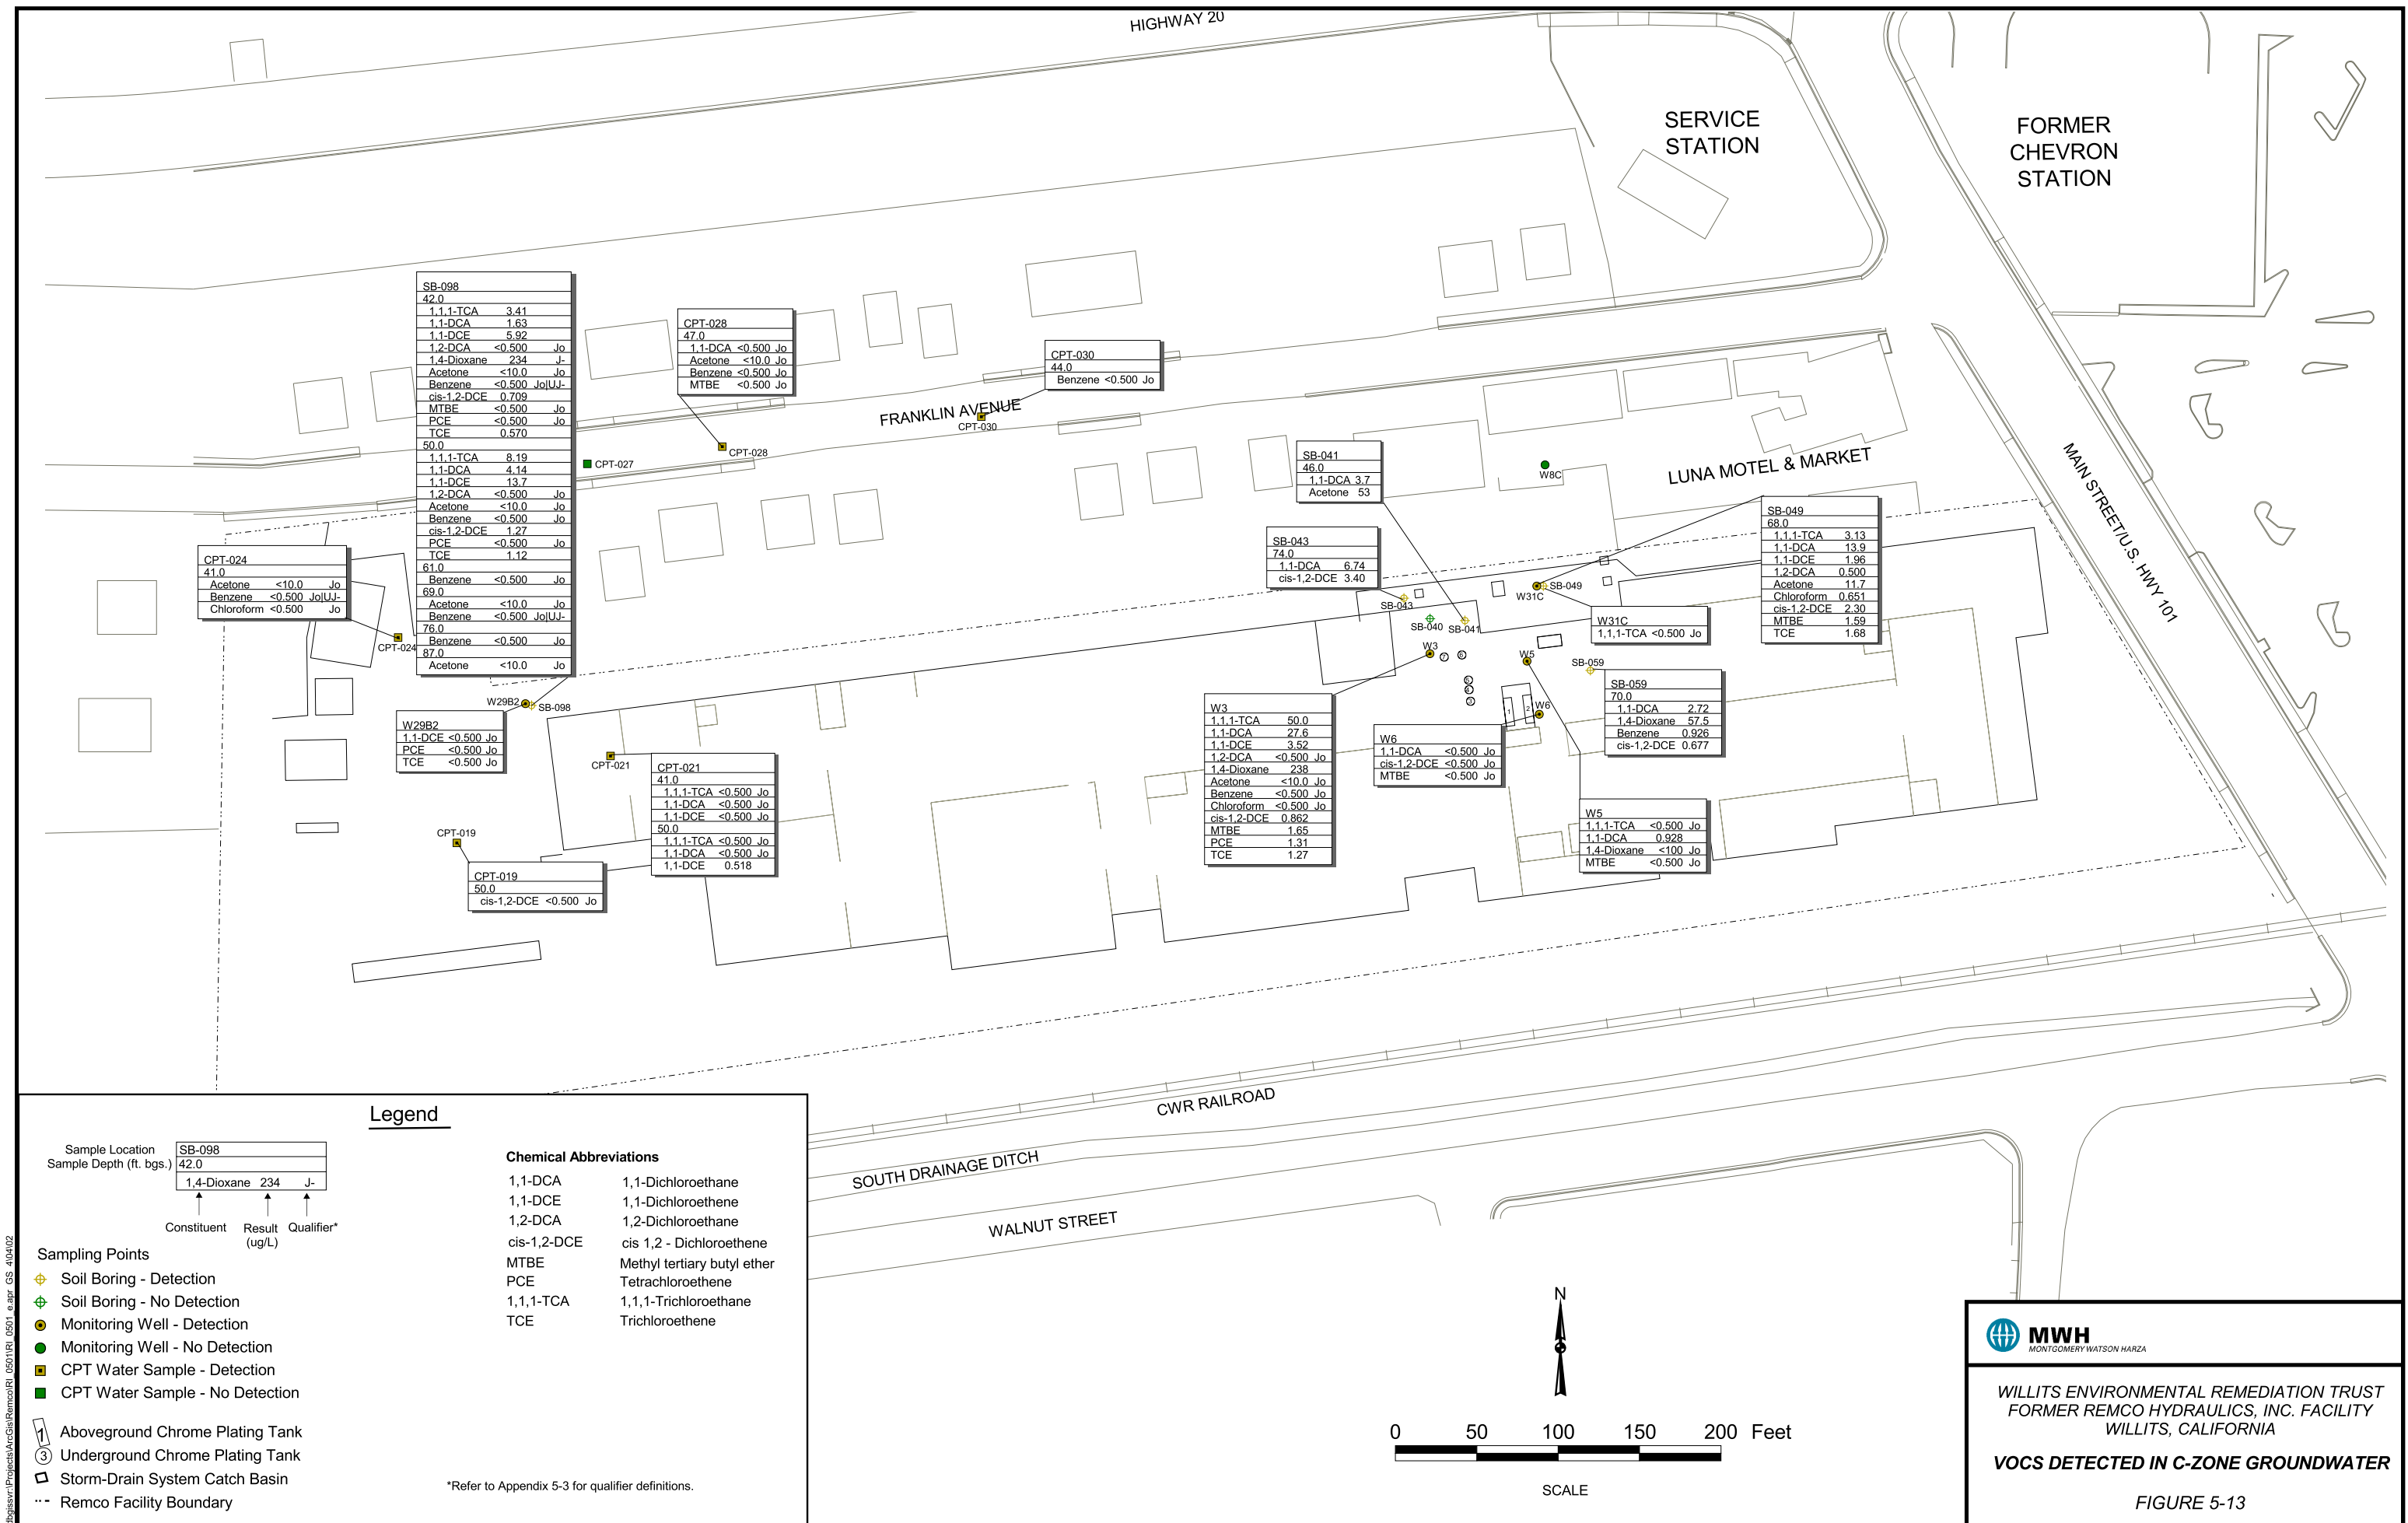 HIGHWAY 20
SERVICE
STATION
FORMER
CHEVRON
STATION
SB-098
42.0
1,1,1-TCA 3.41
1,1-DCA 1.63
1,1-DCE 5.92
1,2-DCA <0.500 Jo
1,4-Dioxane 234 J-
Acetone <10.0 Jo
Benzene <0.500 Jo|UJ-
cis-1,2-DCE 0.709
MTBE <0.500 Jo
PCE <0.500 Jo
TCE 0.570
50.0
1,1,1-TCA 8.19
1,1-DCA 4.14
1,1-DCE 13.7
1,2-DCA <0.500 Jo
Acetone <10.0 Jo
Benzene <0.500 Jo
cis-1,2-DCE 1.27
PCE <0.500 Jo
TCE 1.12
61.0
Benzene <0.500 Jo
69.0
Acetone <10.0 Jo
Benzene <0.500 Jo|UJ-
76.0
Benzene <0.500 Jo
87.0
Acetone <10.0 Jo
CPT-028
47.0
1,1-DCA <0.500 Jo
Acetone <10.0 Jo
Benzene <0.500 Jo
MTBE <0.500 Jo
CPT-030
44.0
Benzene <0.500 Jo
FRANKLIN AVENUE
CPT-030
CPT-028
CPT-027
SB-041
46.0
1,1-DCA 3.7
Acetone 53
W8C
LUNA MOTEL & MARKET
MAIN STREET/U.S. HWY 101
SB-043
74.0
1,1-DCA 6.74
cis-1,2-DCE 3.40
SB-049
68.0
1,1,1-TCA 3.13
1,1-DCA 13.9
1,1-DCE 1.96
1,2-DCA 0.500
Acetone 11.7
Chloroform 0.651
cis-1,2-DCE 2.30
MTBE 1.59
TCE 1.68
CPT-024
41.0
Acetone <10.0 Jo
Benzene <0.500 Jo|UJ-
Chloroform <0.500 Jo
CPT-024
SB-049
W31C
SB-043
SB-040
SB-041
W31C
1,1,1-TCA <0.500 Jo
W3
7
6
W5
SB-059
5
4
3
1
2
W6
SB-059
70.0
1,1-DCA 2.72
1,4-Dioxane 57.5
Benzene 0.926
cis-1,2-DCE 0.677
W29B2
SB-098
W29B2
1,1-DCE <0.500 Jo
PCE <0.500 Jo
TCE <0.500 Jo
W3
1,1,1-TCA 50.0
1,1-DCA 27.6
1,1-DCE 3.52
1,2-DCA <0.500 Jo
1,4-Dioxane 238
Acetone <10.0 Jo
Benzene <0.500 Jo
Chloroform <0.500 Jo
cis-1,2-DCE 0.862
MTBE 1.65
PCE 1.31
TCE 1.27
W6
1,1-DCA <0.500 Jo
cis-1,2-DCE <0.500 Jo
MTBE <0.500 Jo
CPT-021
CPT-021
41.0
1,1,1-TCA <0.500 Jo
1,1-DCA <0.500 Jo
1,1-DCE <0.500 Jo
50.0
1,1,1-TCA <0.500 Jo
1,1-DCA <0.500 Jo
1,1-DCE 0.518
W5
1,1,1-TCA <0.500 Jo
1,1-DCA 0.928
1,4-Dioxane <100 Jo
MTBE <0.500 Jo
CPT-019
CPT-019
50.0
cis-1,2-DCE <0.500 Jo
CWR RAILROAD
SOUTH DRAINAGE DITCH
WALNUT STREET
Legend
Sample Location SB-098
Sample Depth (ft. bgs.) 42.0
1,4-Dioxane 234 J-
Constituent Result (ug/L) Qualifier*
Sampling Points
Soil Boring - Detection
Soil Boring - No Detection
Monitoring Well - Detection
Monitoring Well - No Detection
CPT Water Sample - Detection
CPT Water Sample - No Detection
1 Aboveground Chrome Plating Tank
3 Underground Chrome Plating Tank
Storm-Drain System Catch Basin
Remco Facility Boundary
Chemical Abbreviations
1,1-DCA 1,1-Dichloroethane
1,1-DCE 1,1-Dichloroethene
1,2-DCA 1,2-Dichloroethane
cis-1,2-DCE cis 1,2 - Dichloroethene
MTBE Methyl tertiary butyl ether
PCE Tetrachloroethene
1,1,1-TCA 1,1,1-Trichloroethane
TCE Trichloroethene
*Refer to Appendix 5-3 for qualifier definitions.
N
0 50 100 150 200 Feet
SCALE
MWH
MONTGOMERY WATSON HARZA
WILLITS ENVIRONMENTAL REMEDIATION TRUST
FORMER REMCO HYDRAULICS, INC. FACILITY
WILLITS, CALIFORNIA
VOCS DETECTED IN C-ZONE GROUNDWATER
FIGURE 5-13